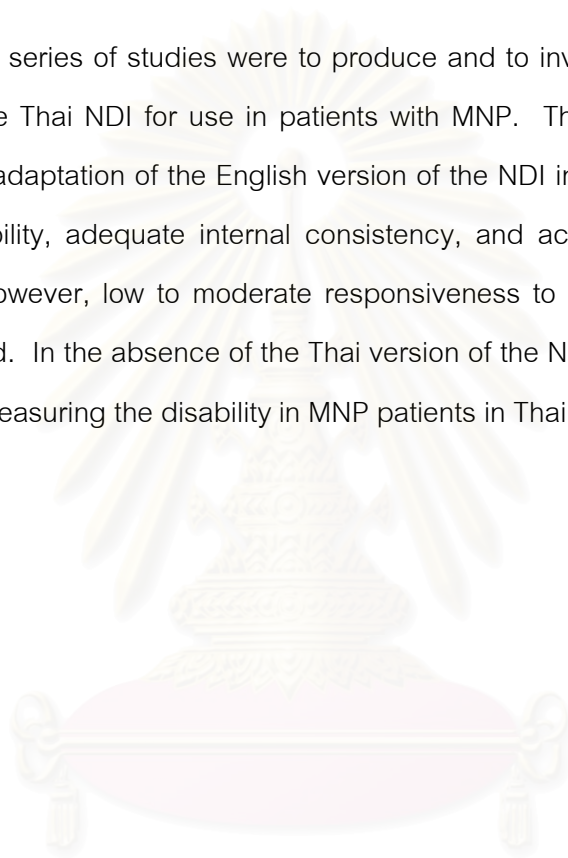 series of studies were to produce and to inv
e Thai NDI for use in patients with MNP. Th
adaptation of the English version of the NDI in
bility, adequate internal consistency, and ac
owever, low to moderate responsiveness to
d. In the absence of the Thai version of the N
easuring the disability in MNP patients in Thai